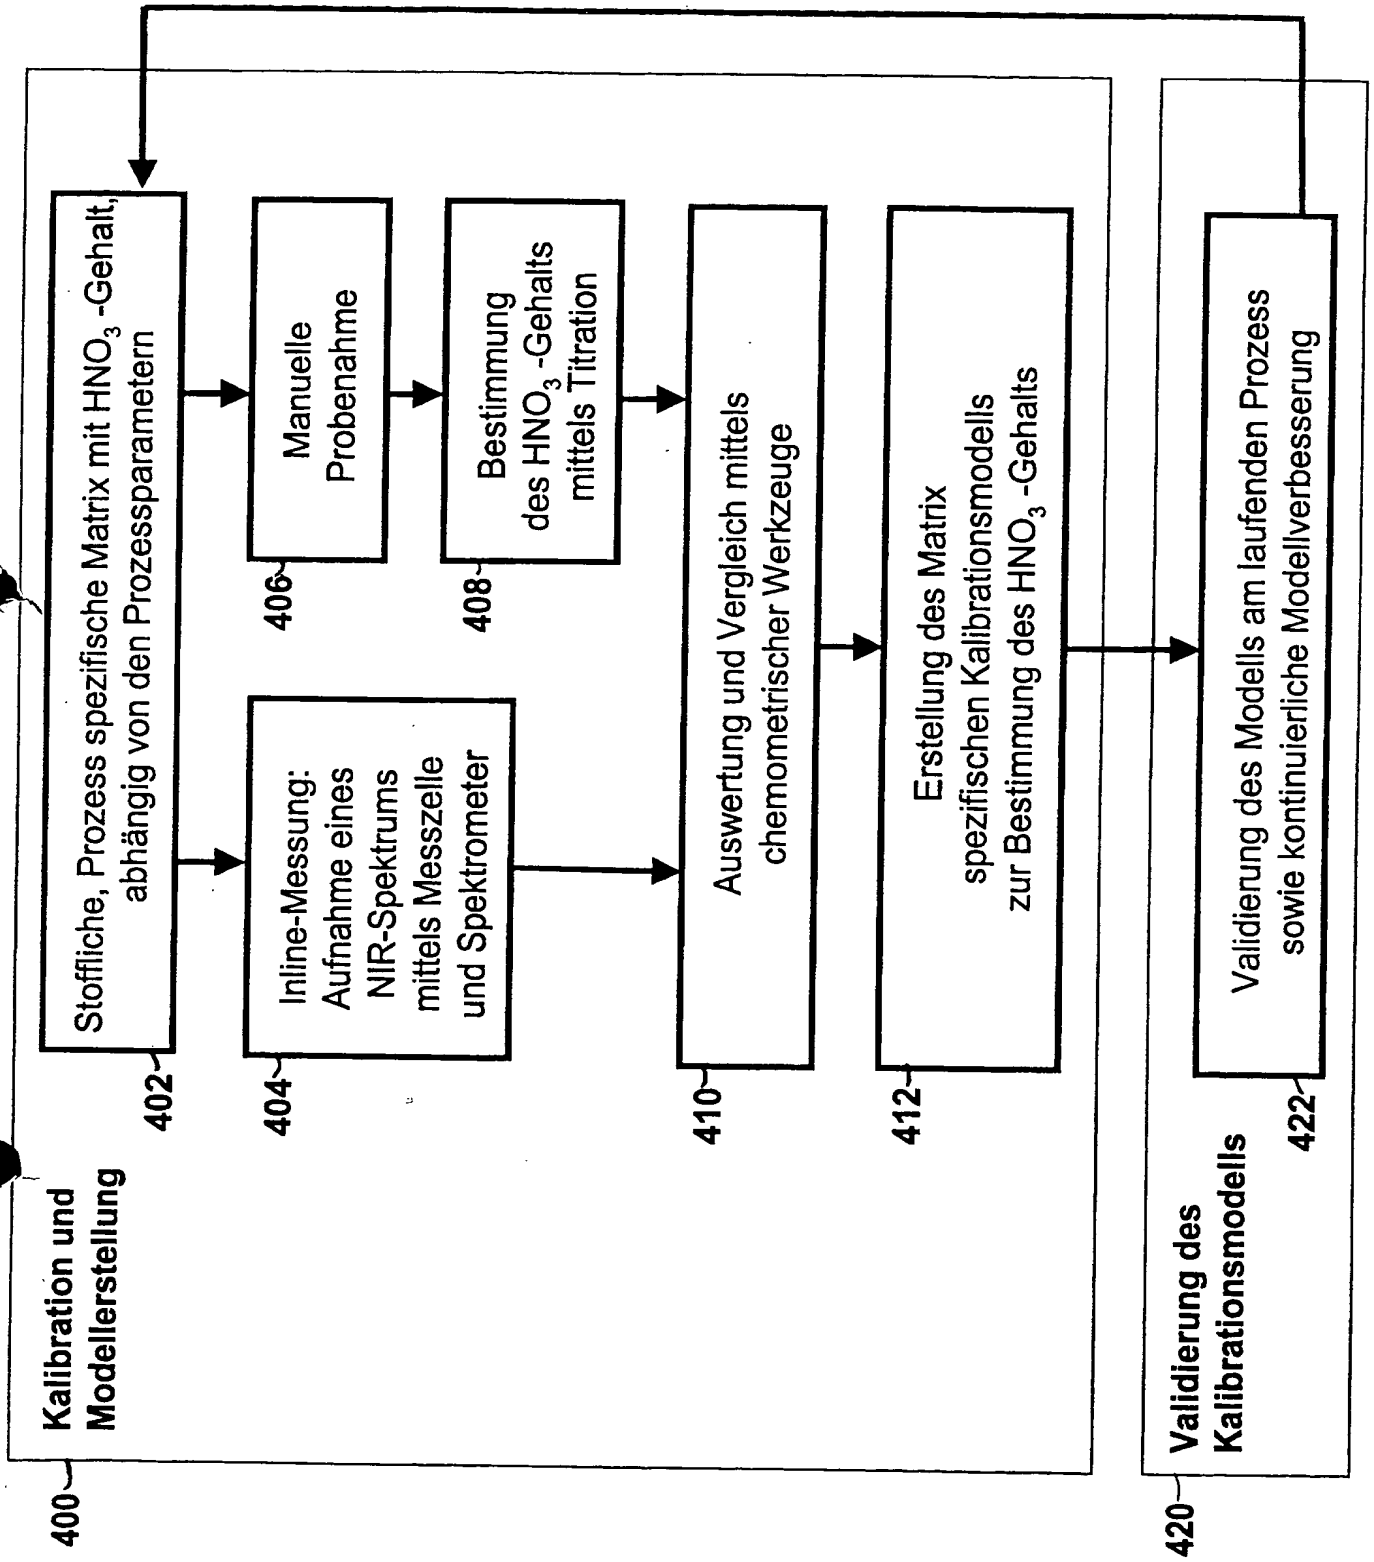 400
Kalibration und
Modellerstellung
402
Stoffliche, Prozess spezifische Matrix mit HNO3 -Gehalt,
abhängig von den Prozessparametern
404
Inline-Messung:
Aufnahme eines
NIR-Spektrums
mittels Messzelle
und Spektrometer
406
Manuelle
Probenahme
408
Bestimmung
des HNO3 -Gehalts
mittels Titration
410
Auswertung und Vergleich mittels
chemometrischer Werkzeuge
412
Erstellung des Matrix
spezifischen Kalibrationsmodells
zur Bestimmung des HNO3 -Gehalts
420
Validierung des
Kalibrationsmodells
422
Validierung des Modells am laufenden Prozess
sowie kontinuierliche Modellverbesserung